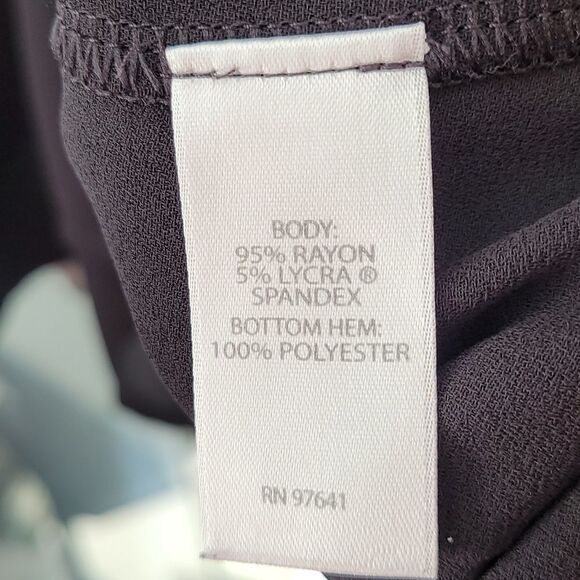 BODY:
95% RAYON
5% LYCRA ®
SPANDEX
BOTTOM HEM:
100% POLYESTER
RN 97641